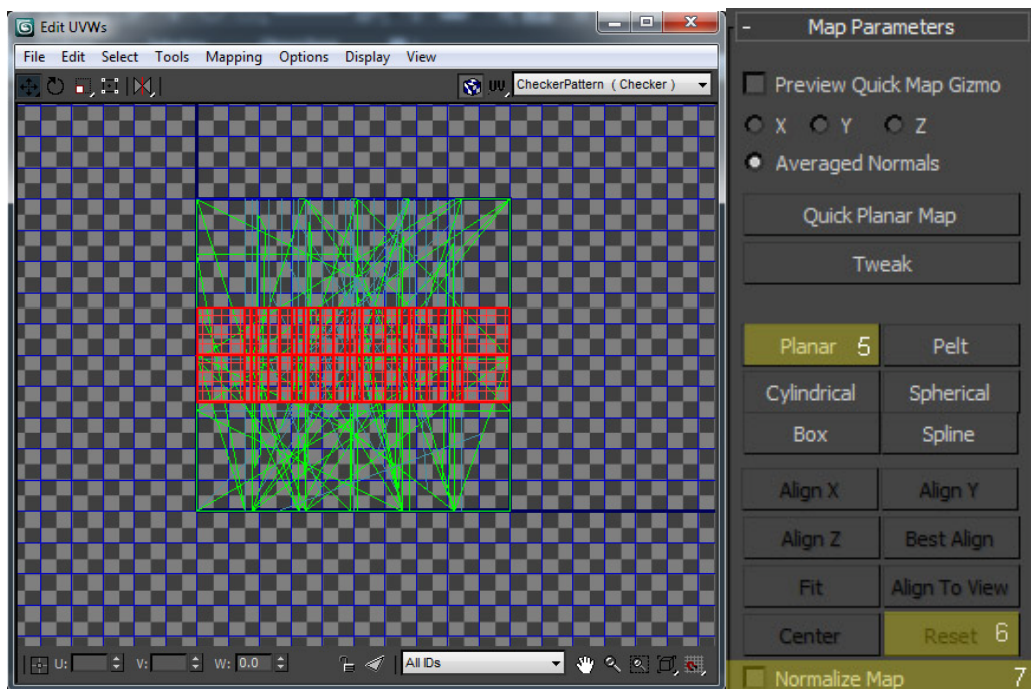 Edit UVWs
File Edit Select Tools Mapping Options Display View
UV CheckerPattern ( Checker )
U: V: W: 0.0 All IDs
- Map Parameters
Preview Quick Map Gizmo
X Y Z
Averaged Normals
Quick Planar Map
Tweak
Planar 5 Pelt
Cylindrical Spherical
Box Spline
Align X Align Y
Align Z Best Align
Fit Align To View
Center Reset 6
Normalize Map 7